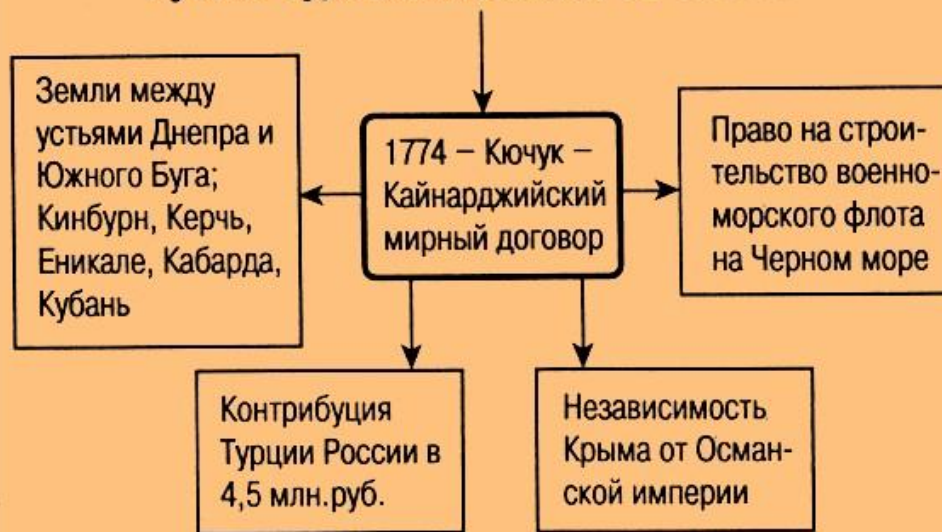 Земли между
устьями Днепра и
Южного Буга;
Кинбурн, Керчь,
Еникале, Кабарда,
Кубань
1774 – Кючук –
Кайнарджийский
мирный договор
Право на строи-
тельство военно-
морского флота
на Черном море
Контрибуция
Турции России в
4,5 млн.руб.
Независимость
Крыма от Осман-
ской империи